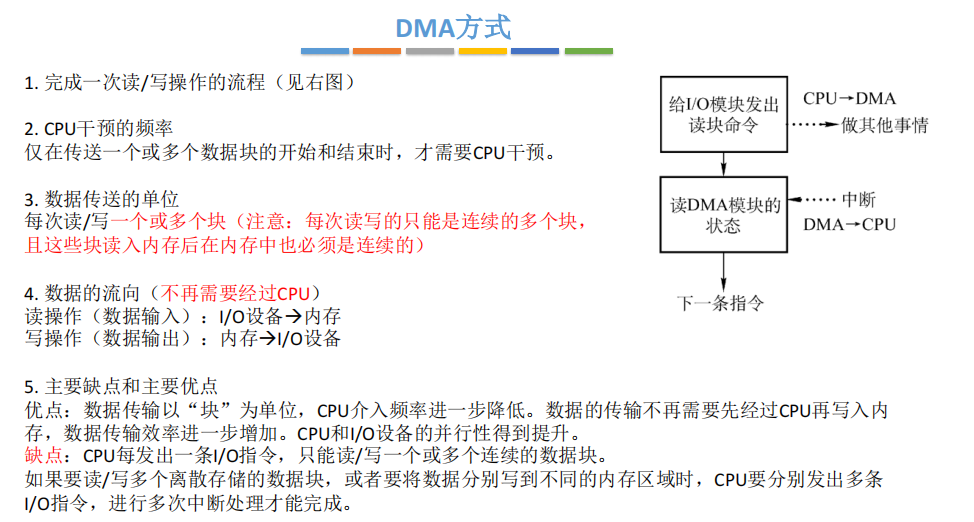 DMA方式
1. 完成一次读/写操作的流程（见右图）
2. CPU干预的频率
仅在传送一个或多个数据块的开始和结束时，才需要CPU干预。
3. 数据传送的单位
每次读/写一个或多个块（注意：每次读写的只能是连续的多个块，
且这些块读入内存后在内存中也必须是连续的）
4. 数据的流向（不再需要经过CPU）
读操作（数据输入）：I/O设备→内存
写操作（数据输出）：内存→I/O设备
5. 主要缺点和主要优点
优点：数据传输以“块”为单位，CPU介入频率进一步降低。数据的传输不再需要先经过CPU再写入内
存，数据传输效率进一步增加。CPU和I/O设备的并行性得到提升。
缺点：CPU每发出一条I/O指令，只能读/写一个或多个连续的数据块。
如果要读/写多个离散存储的数据块，或者要将数据分别写到不同的内存区域时，CPU要分别发出多条
I/O指令，进行多次中断处理才能完成。
给I/O模块发出
读块命令
CPU→DMA
做其他事情
读DMA模块的
状态
中断
DMA→CPU
下一条指令